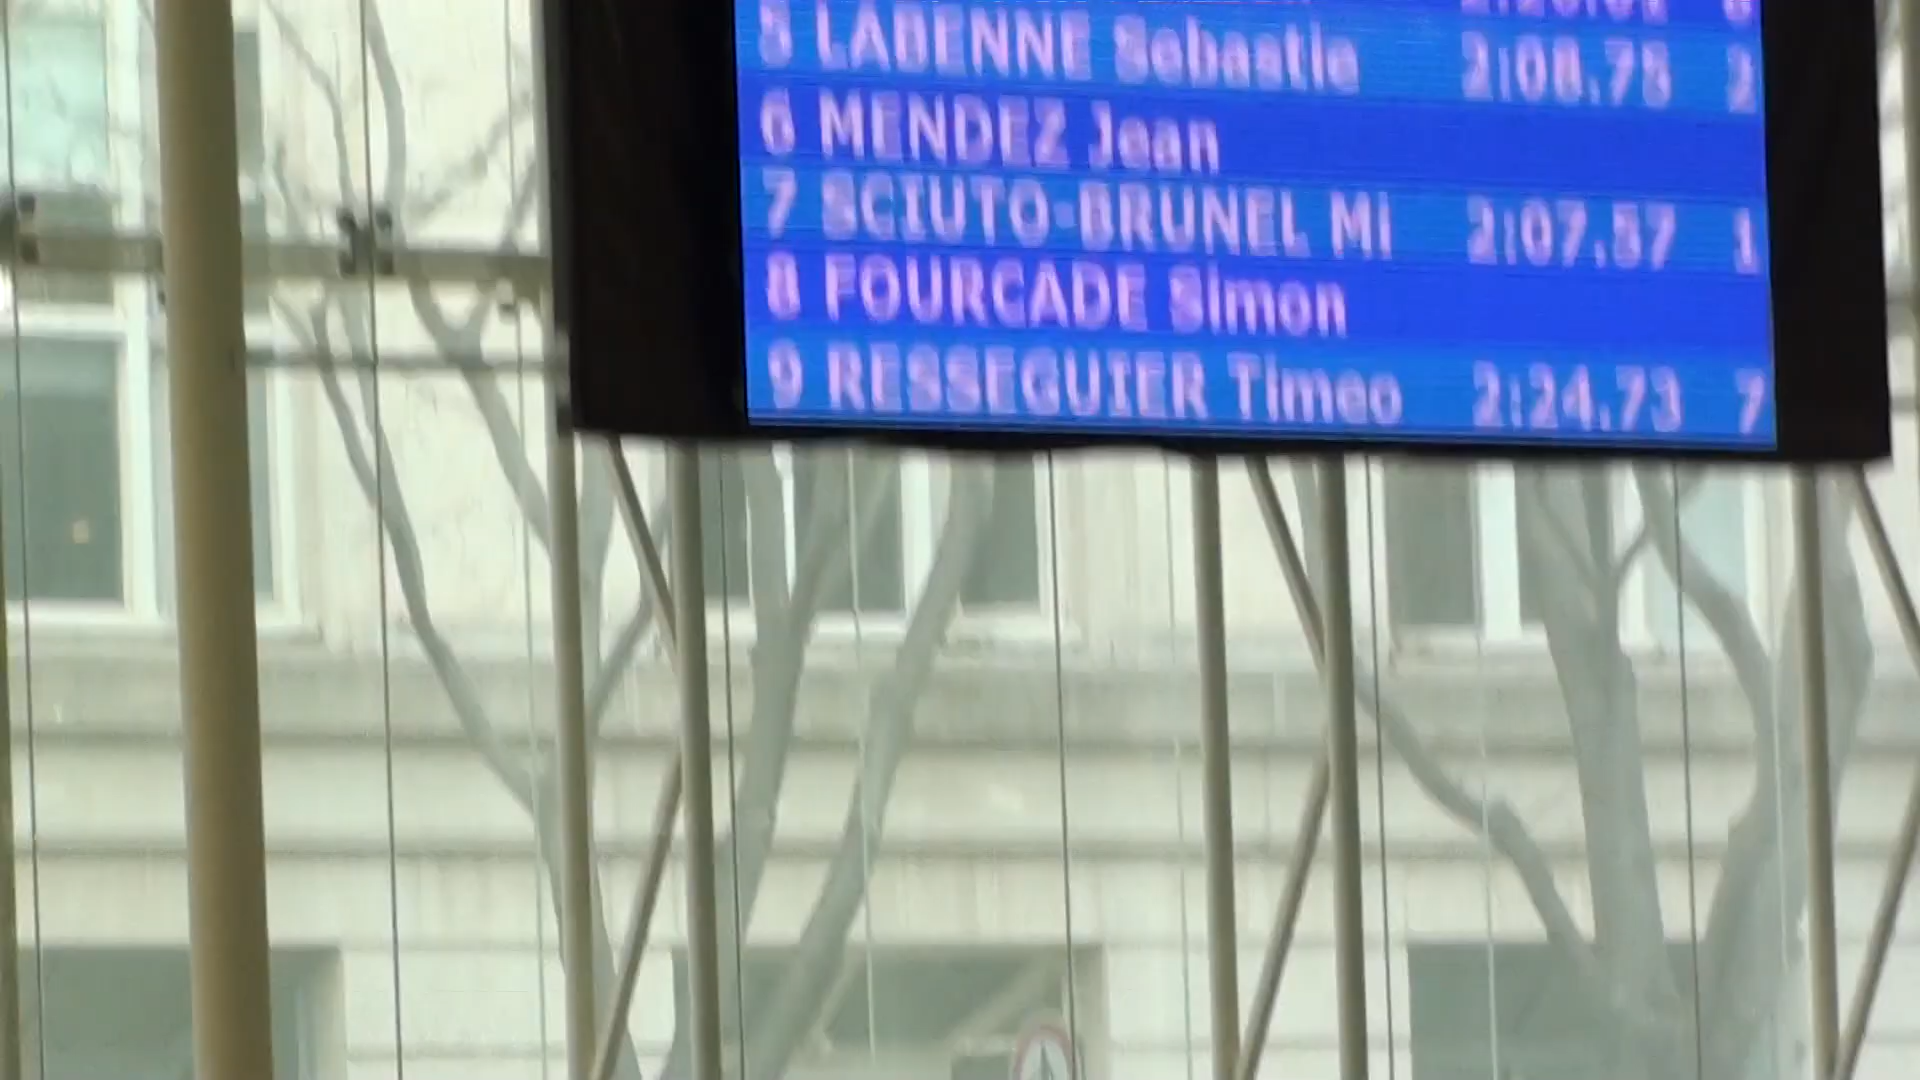 5 LABENNE Sebastie 2:08.75 2
6 MENDEZ Jean
7 SCIUTO-BRUNEL Mi 2:07.57 1
8 FOURCADE Simon
9 RESSEGUIER Timeo 2:24.73 7